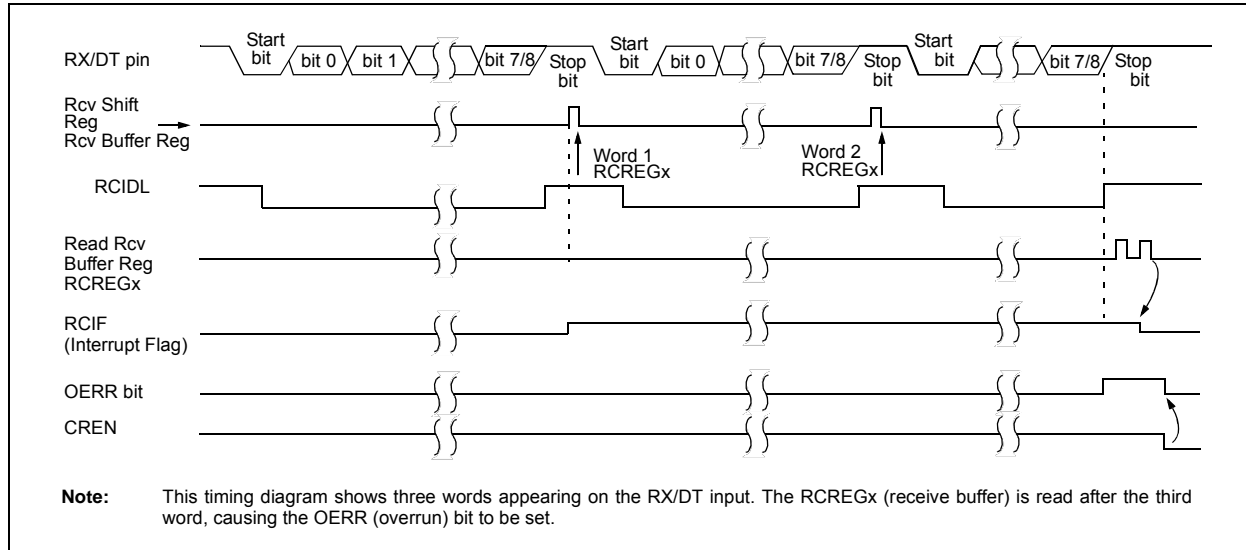 RX/DT pin
Start bit
bit 0
bit 1
bit 7/8
Stop bit
Start bit
bit 0
bit 7/8
Stop bit
Start bit
bit 7/8
Stop bit
Rcv Shift
Reg
Rcv Buffer Reg
Word 1
RCREGx
Word 2
RCREGx
RCIDL
Read Rcv
Buffer Reg
RCREGx
RCIF
(Interrupt Flag)
OERR bit
CREN
Note: This timing diagram shows three words appearing on the RX/DT input. The RCREGx (receive buffer) is read after the third
word, causing the OERR (overrun) bit to be set.